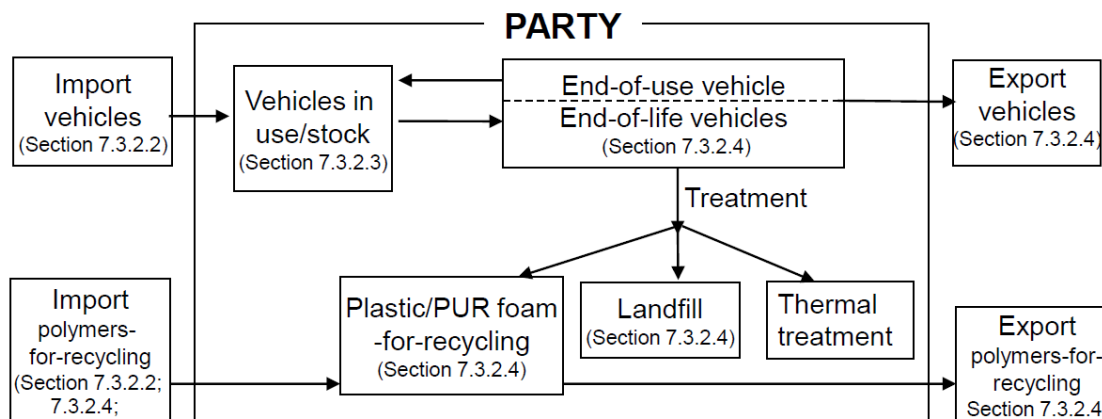 PARTY
Import
vehicles
(Section 7.3.2.2)
Vehicles in
use/stock
(Section 7.3.2.3)
End-of-use vehicle
End-of-life vehicles
(Section 7.3.2.4)
Export
vehicles
(Section 7.3.2.4)
Treatment
Import
polymers-
for-recycling
(Section 7.3.2.2;
7.3.2.4;
Plastic/PUR foam
-for-recycling
(Section 7.3.2.4)
Landfill
(Section 7.3.2.4)
Thermal
treatment
Export
polymers-for-
recycling
Section 7.3.2.4